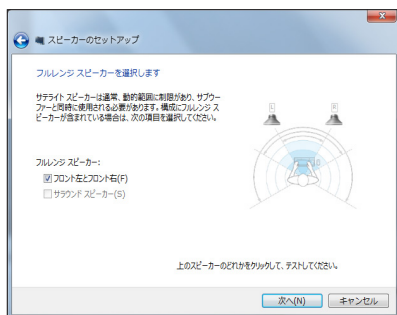 スピーカーのセットアップ
フルレンジ スピーカーを選択します
サテライト スピーカーは通常、動的範囲に制限があり、サブウー
ファーと同時に使用される必要があります。構成にフルレンジ ス
ピーカーが含まれている場合は、次の項目を選択してください。
L
R
フルレンジ スピーカー:
フロント左とフロント右(F)
サラウンド スピーカー(S)
上のスピーカーのどれかをクリックして、テストしてください。
次へ(N)
キャンセル